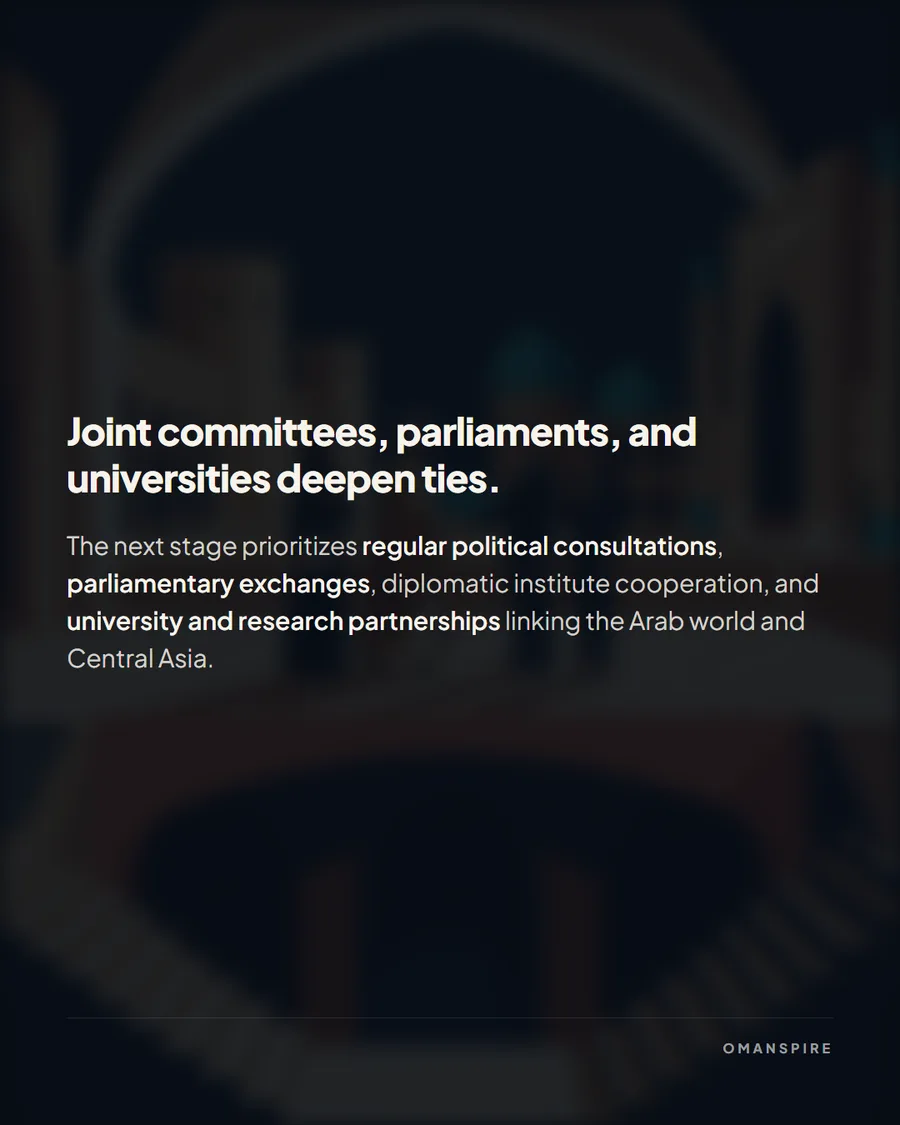 Joint committees, parliaments, and
universities deepen ties.
The next stage prioritizes regular political consultations,
parliamentary exchanges, diplomatic institute cooperation, and
university and research partnerships linking the Arab world and
Central Asia.
OMANSPIRE